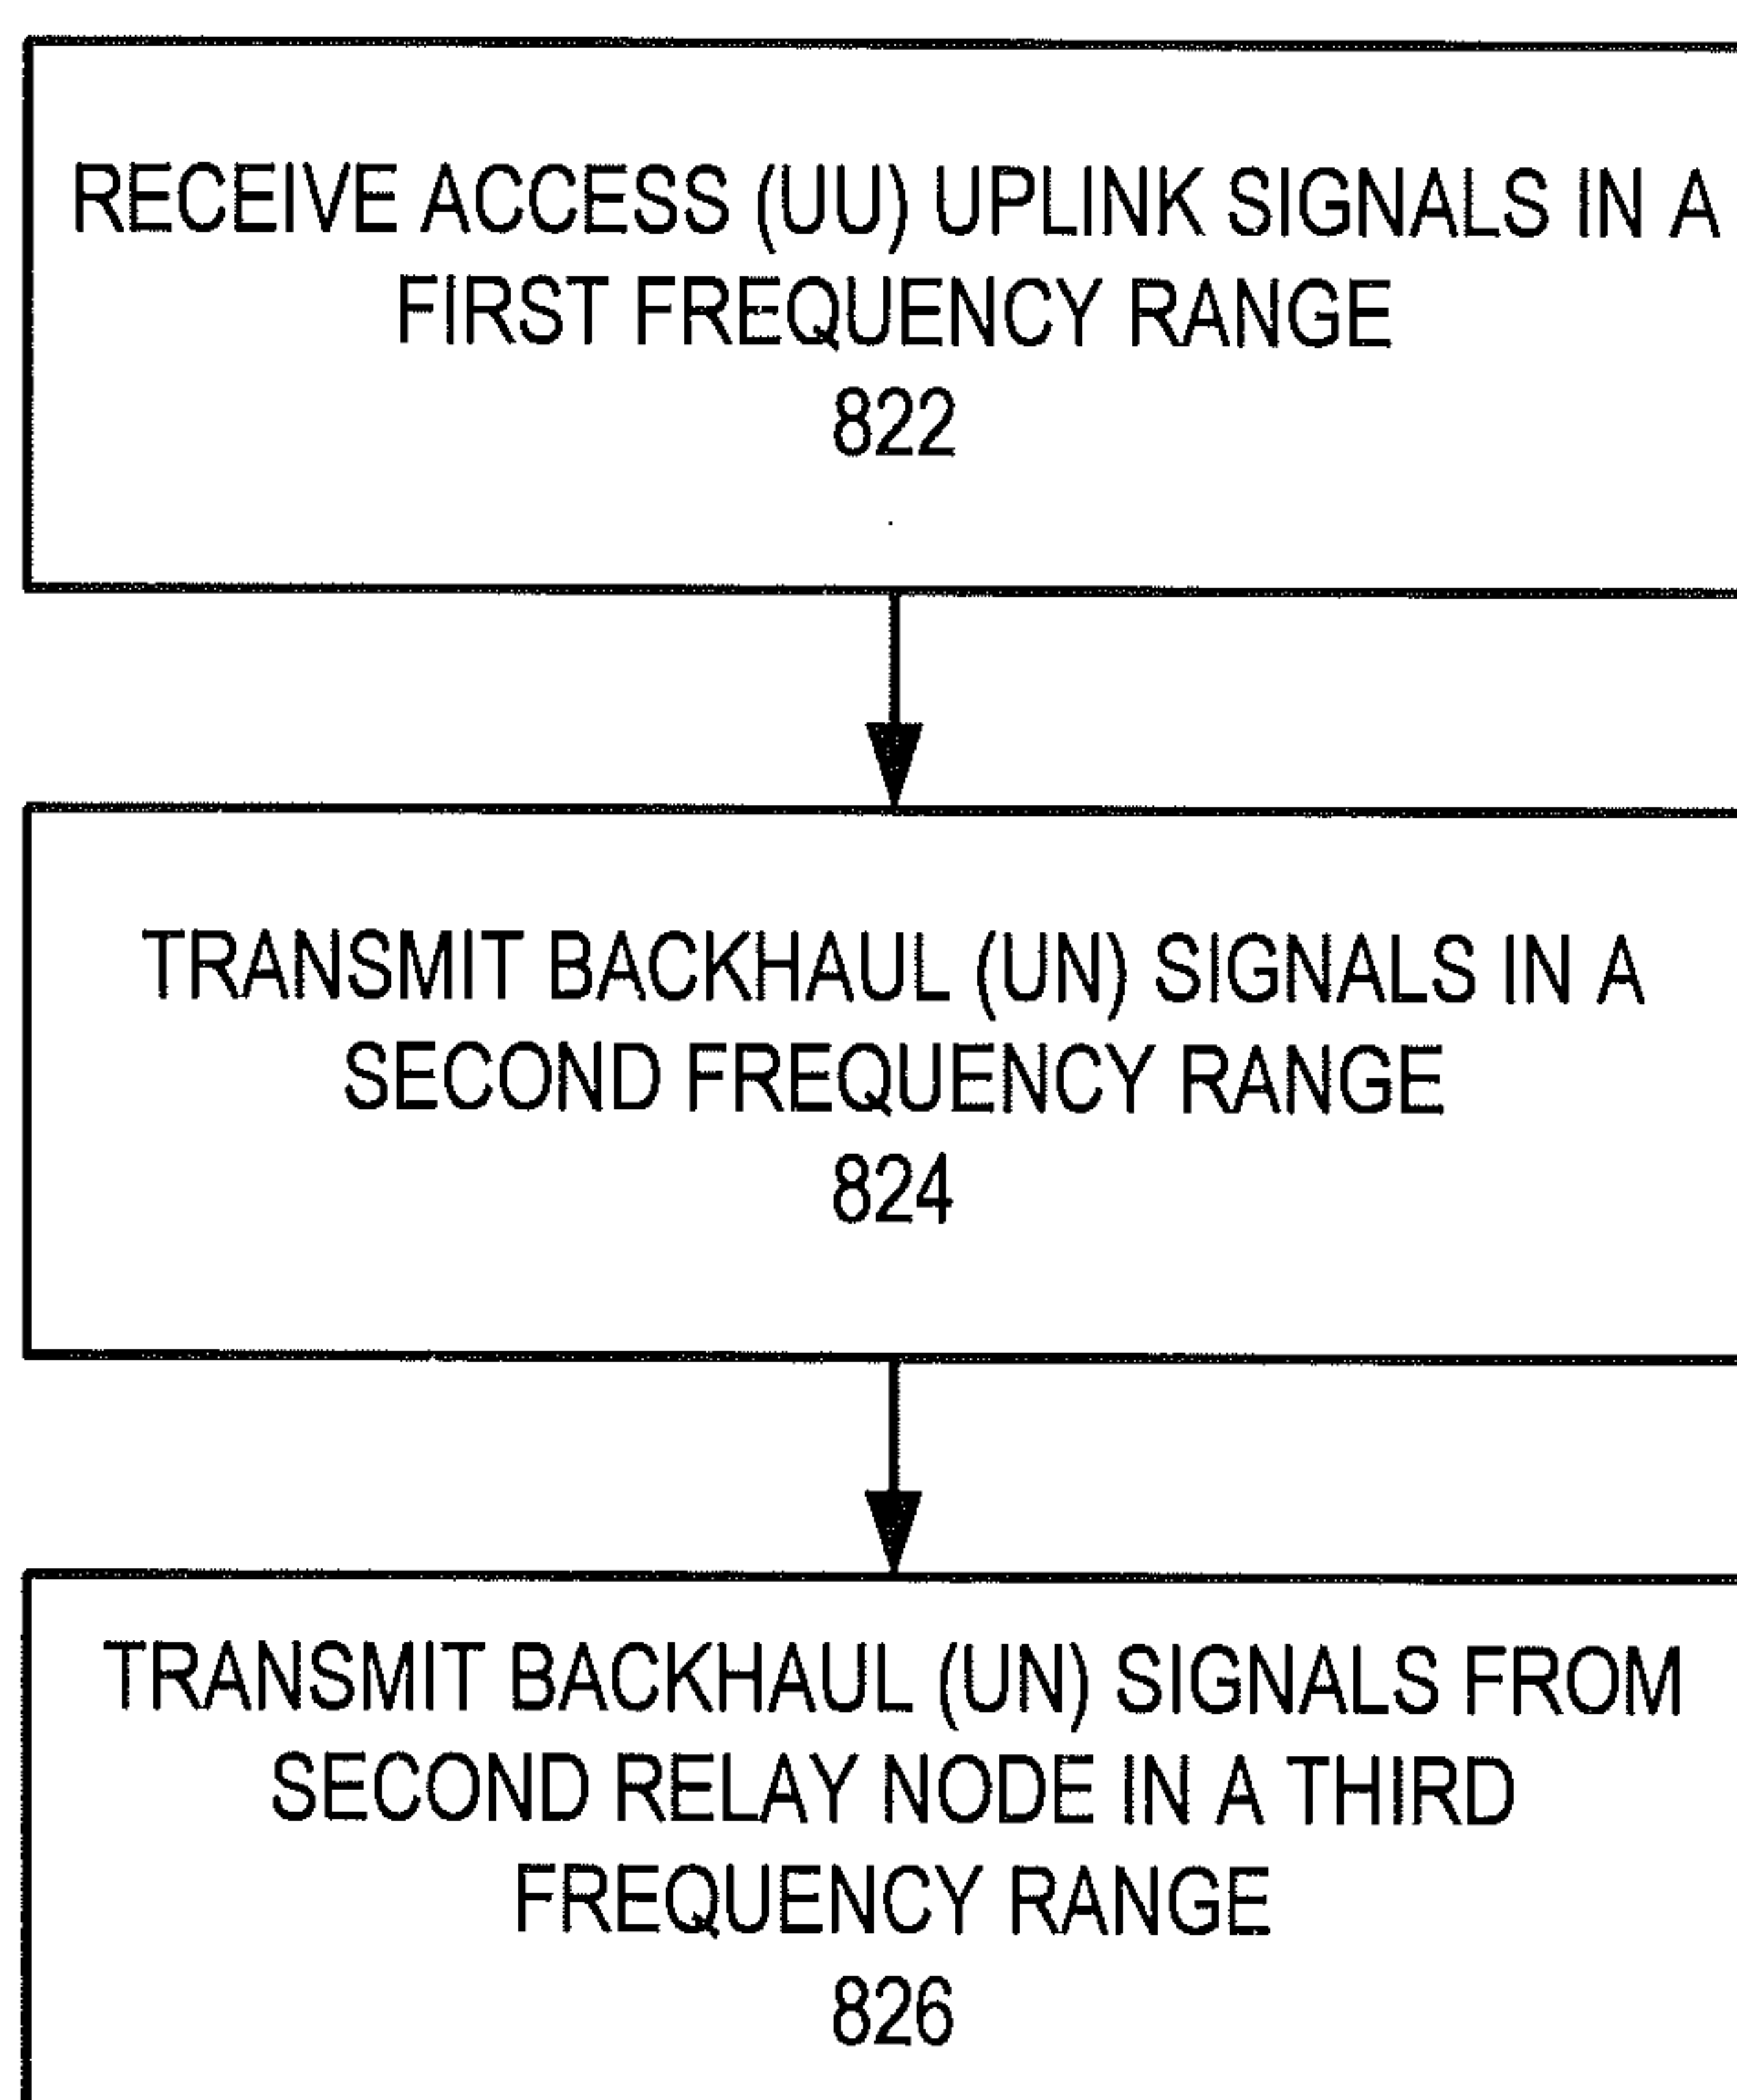 RECEIVE ACCESS (UU) UPLINK SIGNALS IN A
FIRST FREQUENCY RANGE
822
TRANSMIT BACKHAUL (UN) SIGNALS IN A
SECOND FREQUENCY RANGE
824
TRANSMIT BACKHAUL (UN) SIGNALS FROM
SECOND RELAY NODE IN A THIRD
FREQUENCY RANGE
826